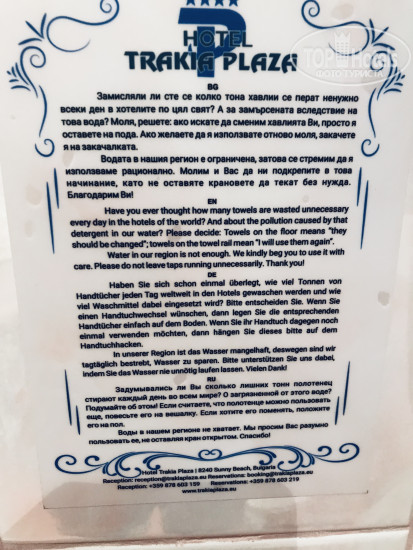 ★★★★
HOTEL
TRAKIA PLAZA
TOPHOTELS
ФОТО ТУРИСТА
BG
Замисляли ли сте се колко тона хавлии се перат ненужно
всеки ден в хотелите по цял свят? А за замърсената вследствие на
това вода? Моля, решете: ако искате да сменим хавлията Ви, просто я
оставете на пода. Ако желаете да я използвате отново моля, закачете
я на закачалката.
Водата в нашия регион е ограничена, затова се стремим да я
използваме рационално. Молим и Вас да ни подкрепите в това
начинание, като не оставяте крановете да текат без нужда.
Благодарим Ви!
EN
Have you ever thought how many towels are wasted unnecessary
every day in the hotels of the world? And about the pollution caused by that
detergent in our water? Please decide: Towels on the floor means "they
should be changed"; towels on the towel rail mean "I will use them again".
Water in our region is not enough. We kindly beg you to use it with
care. Please do not leave taps running unnecessarily. Thank you!
DE
Haben Sie sich schon einmal überlegt, wie viel Tonnen von
Handtücher jeden Tag weltweit in den Hotels gewaschen werden und wie
viel Waschmittel dabei eingesetzt wird? Bitte entscheiden Sie. Wenn Sie
einen Handtuchwechsel wünschen, dann legen Sie die entsprechenden
Handtücher einfach auf dem Boden. Wenn Sie ihr Handtuch dagegen noch
einmal verwenden möchten, dann hängen Sie dieses bitte auf dem
Handtuchhacken.
In unserer Region ist das Wasser mangelhaft, deswegen sind wir
tagtäglich bestrebt, Wasser zu sparen. Bitte unterstützen Sie uns dabei,
indem Sie das Wasser nie unnötig laufen lassen. Vielen Dank!
RU
Задумывались ли Вы сколько лишних тонн полотенец
стирают каждый день во всем мире? О загрязненной от этого воде?
Подумайте об этом! Если считаете, что полотенце можно пользовать
еще, повесьте его на вешалку. Если хотите его поменять, положите
его на пол.
Воды в нашем регионе не хватает. Мы просим Вас разумно
пользовать ее, не оставляя кран открытом. Спасибо!
Hotel Trakia Plaza | 8240 Sunny Beach, Bulgaria
Reception: reception@trakiaplaza.eu Reservations: booking@trakiaplaza.eu
Reception: +359 878 603 159 Reservations: +359 878 603 219
www.trakiaplaza.eu